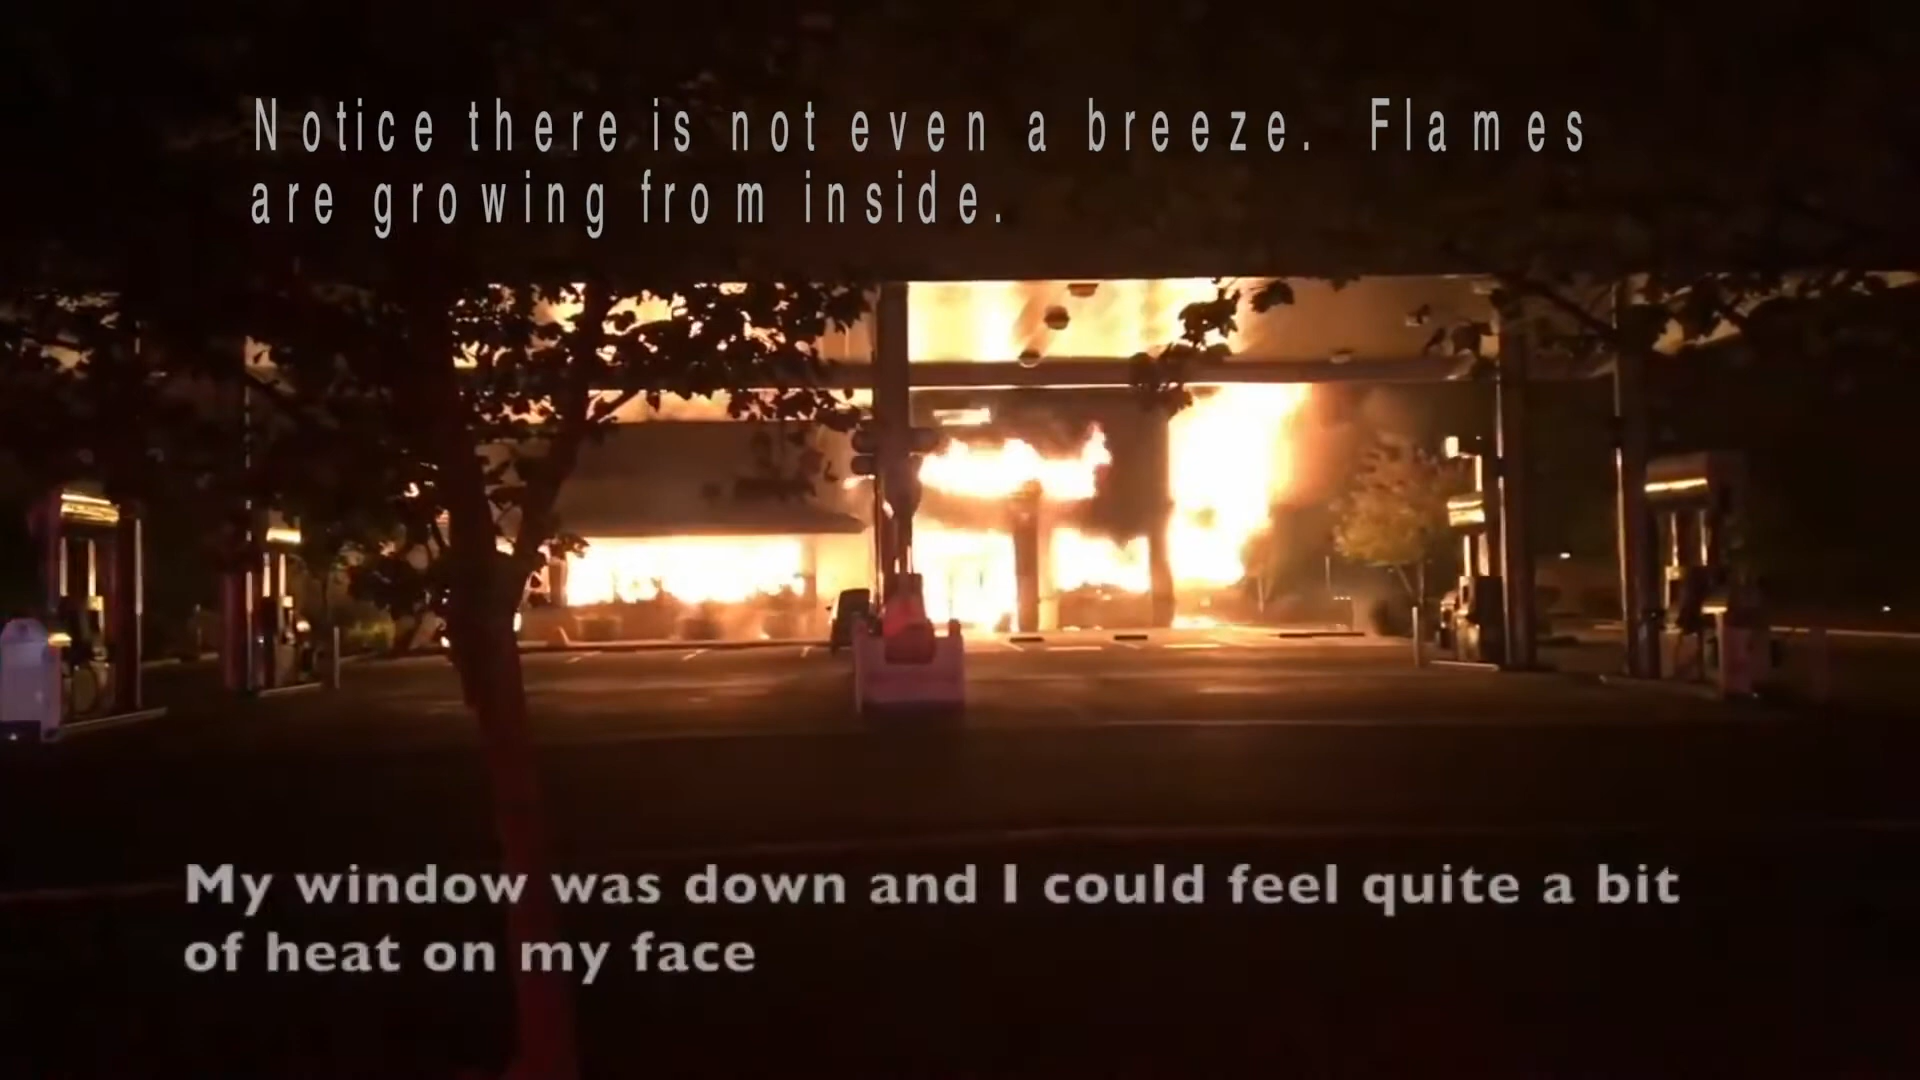 Notice there is not even a breeze. Flames
are growing from inside.
My window was down and I could feel quite a bit
of heat on my face